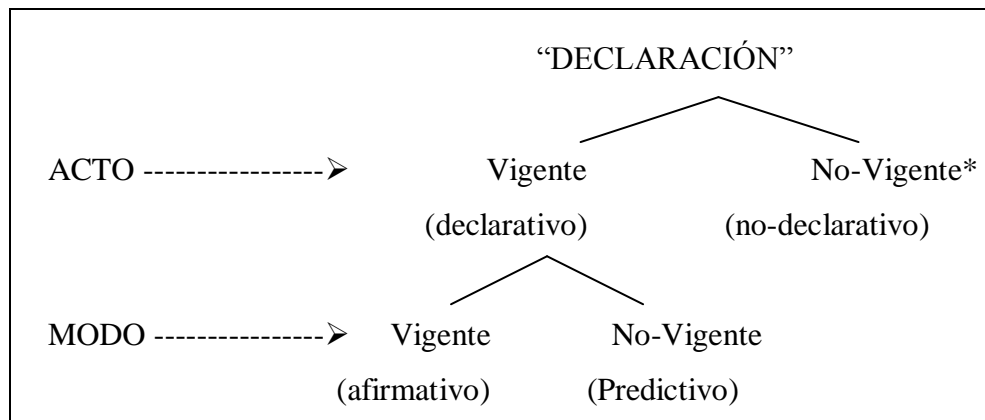 “DECLARACIÓN”
ACTO -----------------➢ Vigente No-Vigente*
(declarativo) (no-declarativo)
MODO ----------------➢ Vigente No-Vigente
(afirmativo) (Predictivo)